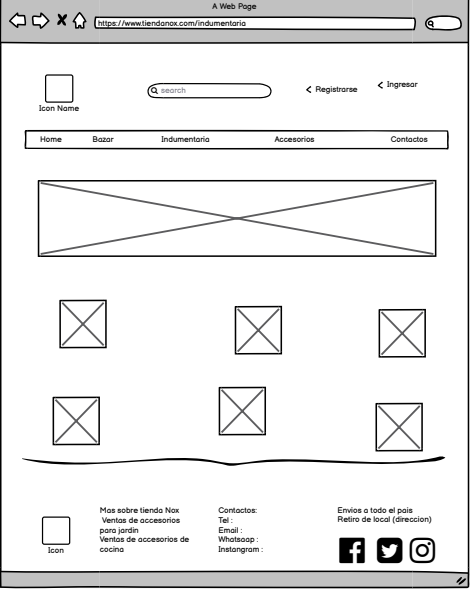 A Web Page
https://www.tiendanox.com/indumentaria
Icon Name
search
Registrarse
Ingresar
Home
Bazar
Indumentaria
Accesorios
Contactos
Mas sobre tienda Nox
Ventas de accesorios
para jardin
Ventas de accesorios de
cocina
Contactos:
Tel :
Email :
Whatsaap :
Instangram :
Envios a todo el pais
Retiro de local (direccion)
Icon